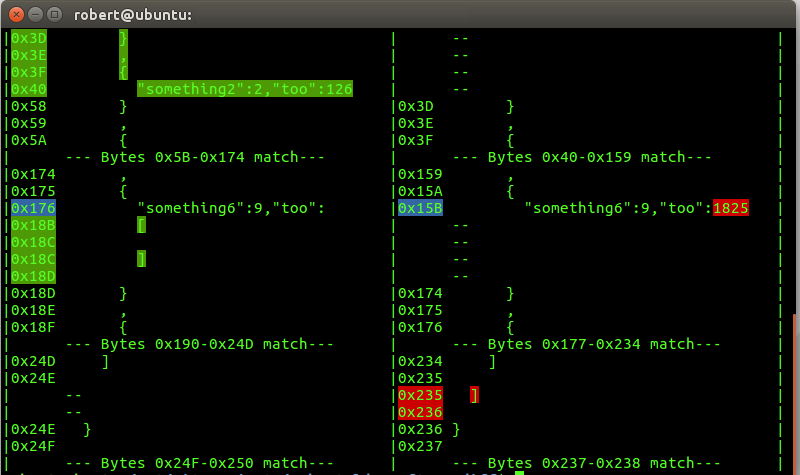 robert@ubuntu:
|0x3D } | -- |
|0x3E , | -- |
|0x3F { | -- |
|0x40 "something2":2,"too":126 | -- |
|0x58 } |0x3D } |
|0x59 , |0x3E , |
|0x5A { |0x3F { |
| --- Bytes 0x5B-0x174 match--- | --- Bytes 0x40-0x159 match--- |
|0x174 , |0x159 , |
|0x175 { |0x15A { |
|0x176 "something6":9,"too": |0x15B "something6":9,"too":1825 |
|0x18B [ | -- |
|0x18C | -- |
|0x18C ] | -- |
|0x18D | -- |
|0x18D } |0x174 } |
|0x18E , |0x175 , |
|0x18F { |0x176 { |
| --- Bytes 0x190-0x24D match--- | --- Bytes 0x177-0x234 match--- |
|0x24D ] |0x234 ] |
|0x24E |0x235 |
| -- |0x235 ] |
| -- |0x236 |
|0x24E } |0x236 } |
|0x24F |0x237 |
| --- Bytes 0x24F-0x250 match--- | --- Bytes 0x237-0x238 match--- |